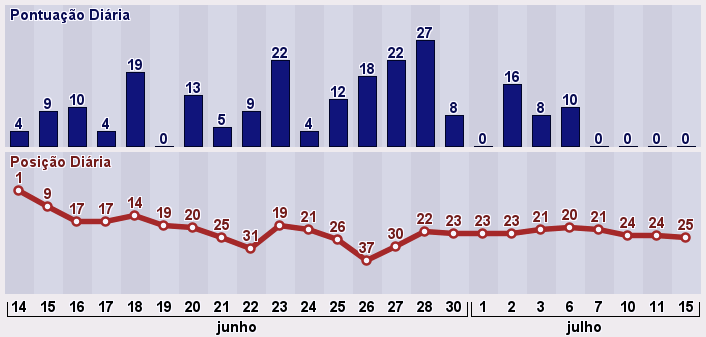 Pontuação Diária
4 9 10 4 19 0 13 5 9 22 4 12 18 22 27 8 0 16 8 10 0 0 0 0
Posição Diária
1 9 17 17 14 19 20 25 31 19 21 26 37 30 22 23 23 23 21 20 21 24 24 25
14 15 16 17 18 19 20 21 22 23 24 25 26 27 28 30 1 2 3 6 7 10 11 15
junho julho